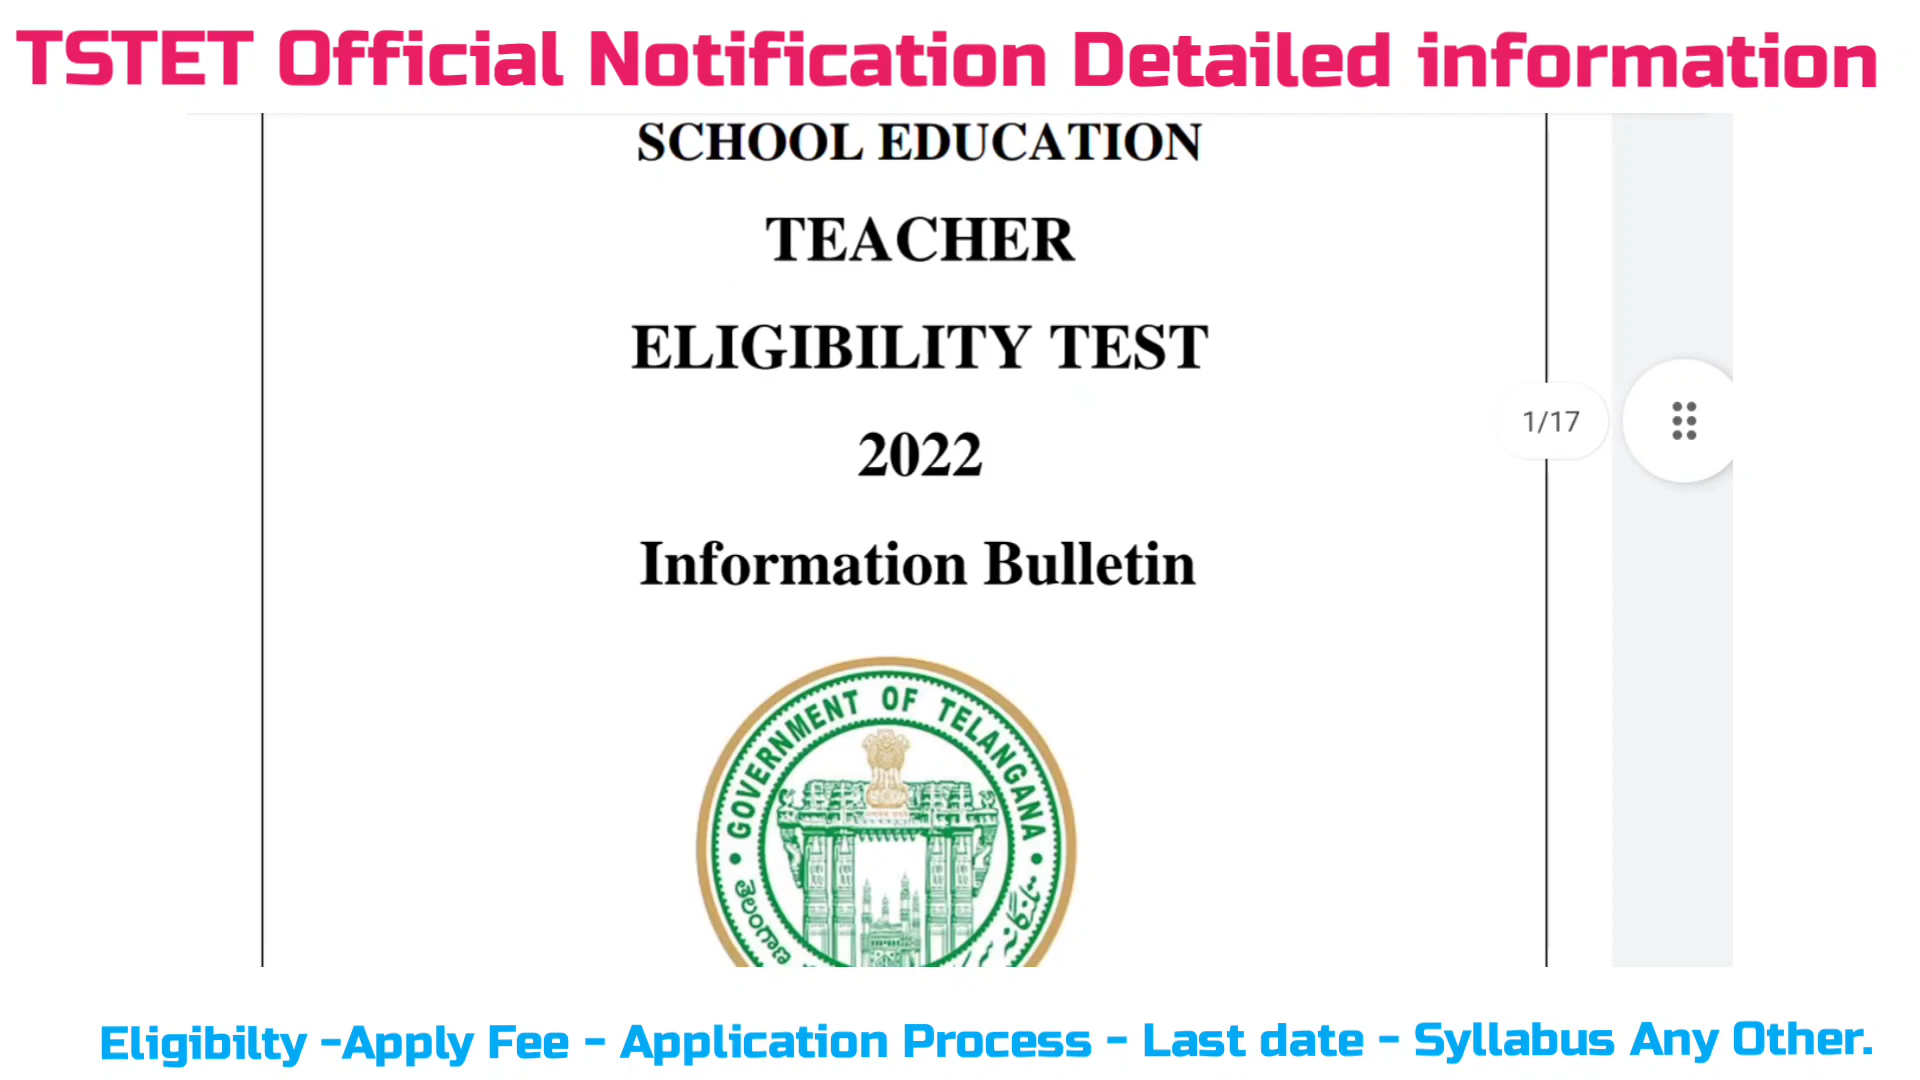 TSTET Official Notification Detailed information
SCHOOL EDUCATION
TEACHER
ELIGIBILITY TEST
2022
1/17
Information Bulletin
GOVERNMENT OF TELANGANA
Eligibilty -Apply Fee - Application Process - Last date - Syllabus Any Other.